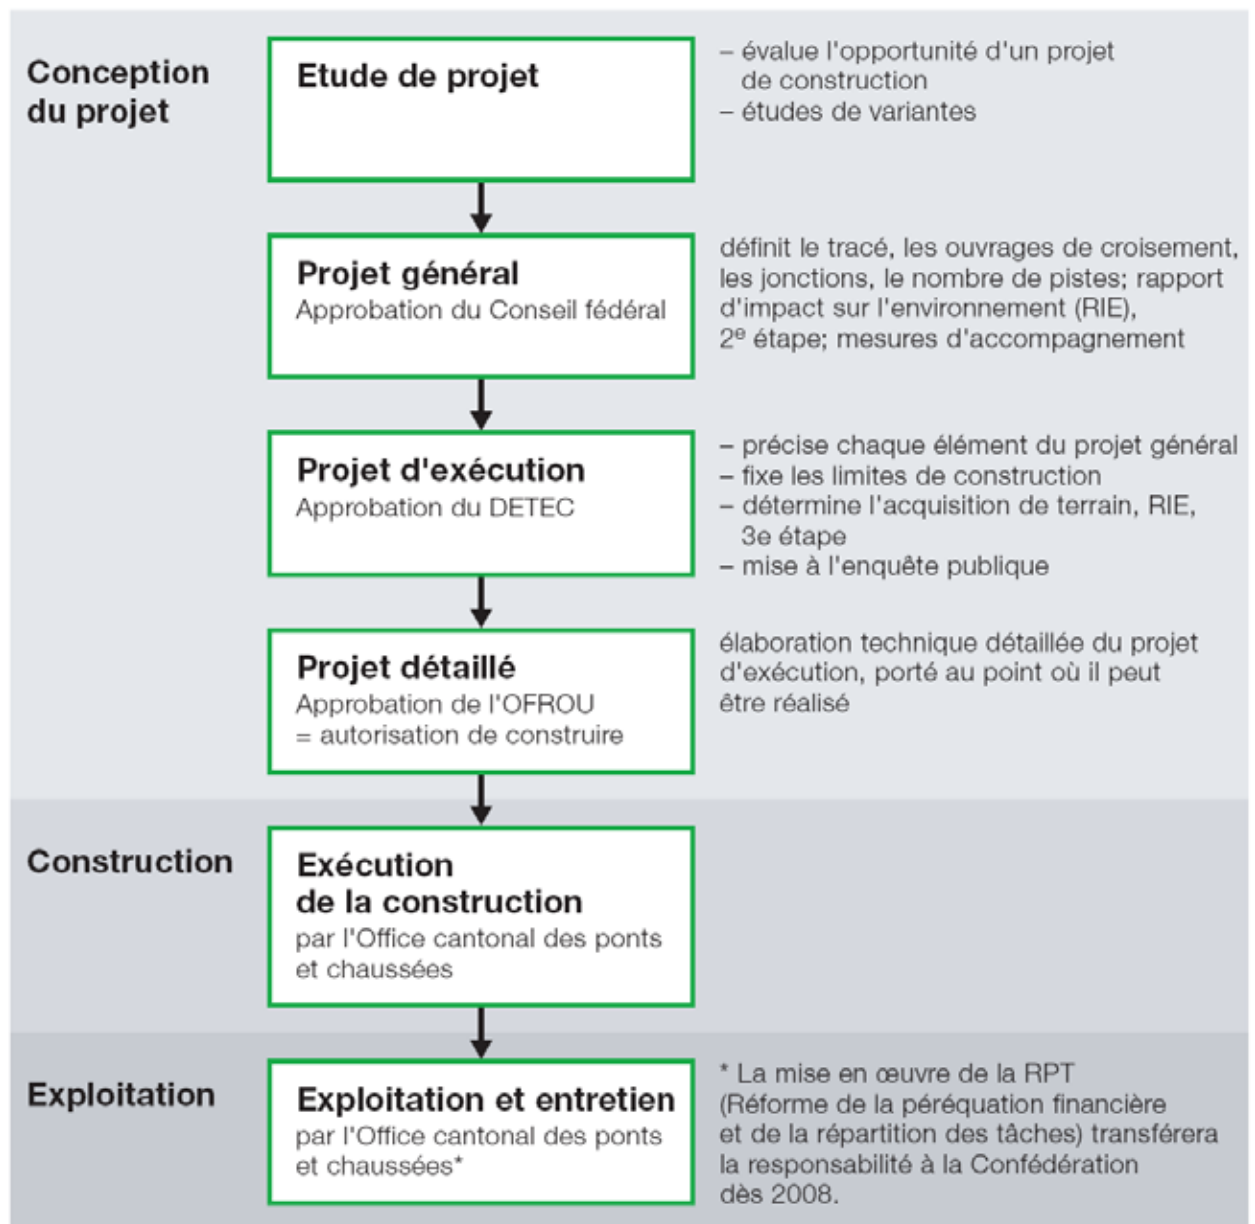 Conception
du projet
Etude de projet
– évalue l'opportunité d'un projet
de construction
– études de variantes
Projet général
Approbation du Conseil fédéral
définit le tracé, les ouvrages de croisement,
les jonctions, le nombre de pistes; rapport
d'impact sur l'environnement (RIE),
2ᵉ étape; mesures d'accompagnement
Projet d'exécution
Approbation du DETEC
– précise chaque élément du projet général
– fixe les limites de construction
– détermine l'acquisition de terrain, RIE,
3e étape
– mise à l'enquête publique
Projet détaillé
Approbation de l'OFROU
= autorisation de construire
élaboration technique détaillée du projet
d'exécution, porté au point où il peut
être réalisé
Construction
Exécution
de la construction
par l'Office cantonal des ponts
et chaussées
Exploitation
Exploitation et entretien
par l'Office cantonal des ponts
et chaussées*
* La mise en œuvre de la RPT
(Réforme de la péréquation financière
et de la répartition des tâches) transférera
la responsabilité à la Confédération
dès 2008.